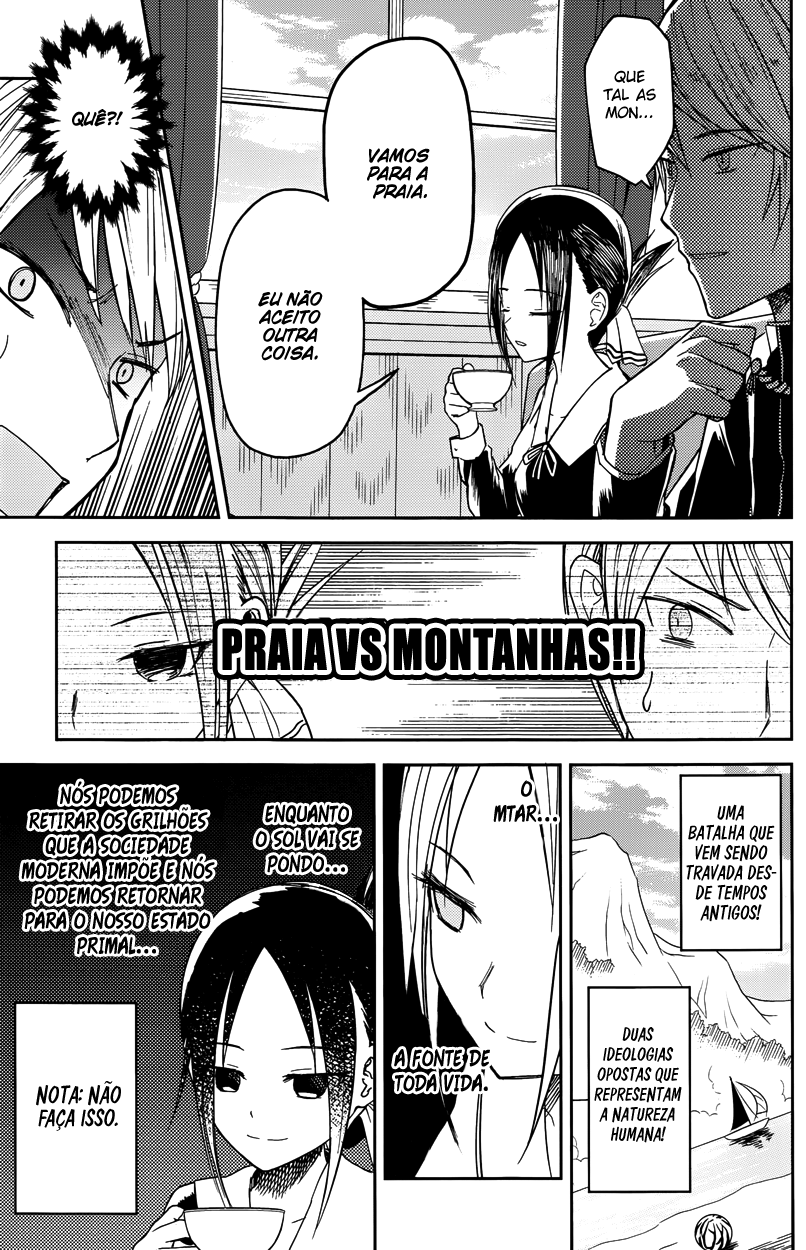 QUE
TAL AS
MON...
VAMOS
PARA A
PRAIA.
EU NÃO
ACEITO
OUTRA
COISA.
QUÊ?!
PRAIA VS MONTANHAS!!
UMA
BATALHA QUE
VEM SENDO
TRAVADA DES-
DE TEMPOS
ANTIGOS!
DUAS
IDEOLOGIAS
OPOSTAS QUE
REPRESENTAM
A NATUREZA
HUMANA!
O
MTAR...
A FONTE DE
TODA VIDA.
ENQUANTO
O SOL VAI SE
PONDO...
NÓS PODEMOS
RETIRAR OS GRILHÕES
QUE A SOCIEDADE
MODERNA IMPÕE E NÓS
PODEMOS RETORNAR
PARA O NOSSO ESTADO
PRIMAL...
NOTA: NÃO
FAÇA ISSO.